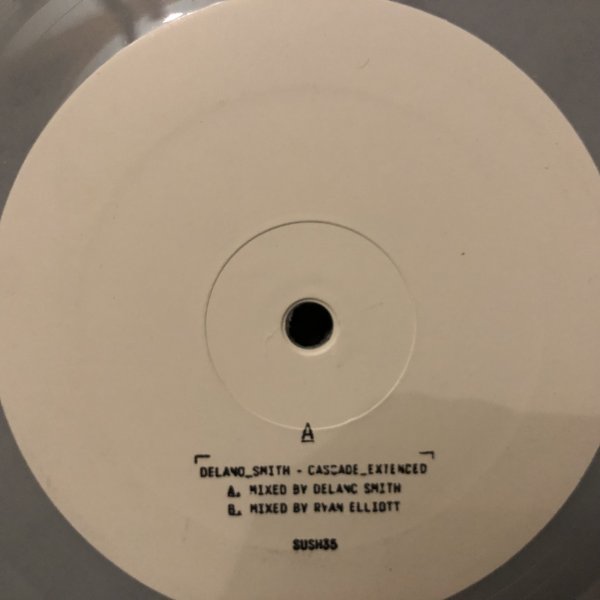 A
DELANO_SMITH - CASCADE_EXTENDED
A. MIXED BY DELANO SMITH
B. MIXED BY RYAN ELLIOTT
SUSH35